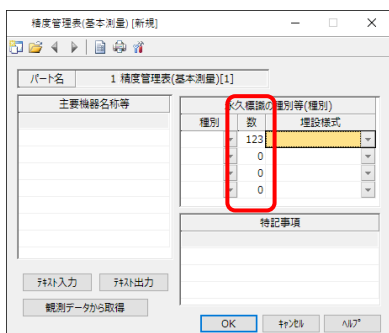 精度管理表(基本測量) [新規]
パート名 1 精度管理表(基本測量)[1]
主要機器名称等
永久標識の種別等(種別)
種別 数 埋設様式
123
0
0
0
特記事項
ﾃｷｽﾄ入力 ﾃｷｽﾄ出力
観測データから取得
OK ｷｬﾝｾﾙ ﾍﾙﾌﾟ